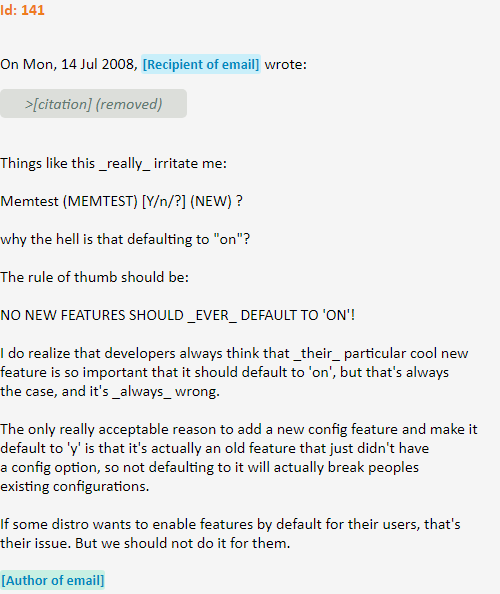 Id: 141
On Mon, 14 Jul 2008, [Recipient of email] wrote:
>[citation] (removed)
Things like this _really_ irritate me:
Memtest (MEMTEST) [Y/n/?] (NEW) ?
why the hell is that defaulting to "on"?
The rule of thumb should be:
NO NEW FEATURES SHOULD _EVER_ DEFAULT TO 'ON'!
I do realize that developers always think that _their_ particular cool new
feature is so important that it should default to 'on', but that's always
the case, and it's _always_ wrong.
The only really acceptable reason to add a new config feature and make it
default to 'y' is that it's actually an old feature that just didn't have
a config option, so not defaulting to it will actually break peoples
existing configurations.
If some distro wants to enable features by default for their users, that's
their issue. But we should not do it for them.
[Author of email]